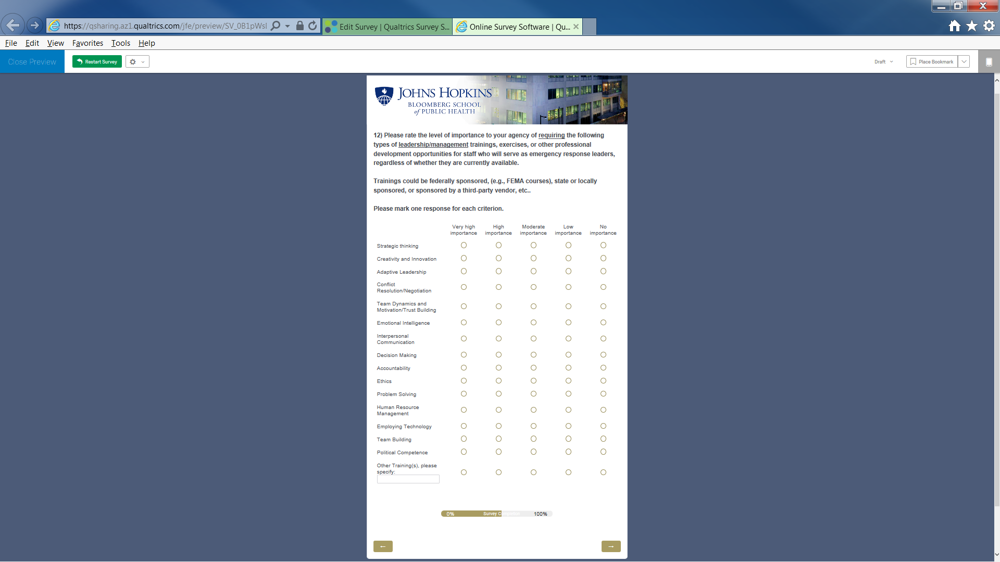 https://qsharing.az1.qualtrics.com/jfe/preview/SV_0B1pWsl
Edit Survey | Qualtrics Survey S...
Online Survey Software | Qu...
File Edit View Favorites Tools Help
Close Preview
Restart Survey
Draft
Place Bookmark
JOHNS HOPKINS
BLOOMBERG SCHOOL
of PUBLIC HEALTH
12) Please rate the level of importance to your agency of requiring the following
types of leadership/management trainings, exercises, or other professional
development opportunities for staff who will serve as emergency response leaders,
regardless of whether they are currently available.
Trainings could be federally sponsored, (e.g., FEMA courses), state or locally
sponsored, or sponsored by a third-party vendor, etc..
Please mark one response for each criterion.
Very high High Moderate Low No
importance importance importance importance importance
Strategic thinking
Creativity and Innovation
Adaptive Leadership
Conflict
Resolution/Negotiation
Team Dynamics and
Motivation/Trust Building
Emotional Intelligence
Interpersonal
Communication
Decision Making
Accountability
Ethics
Problem Solving
Human Resource
Management
Employing Technology
Team Building
Political Competence
Other Training(s), please
specify:
0% Survey Completion 100%
← →